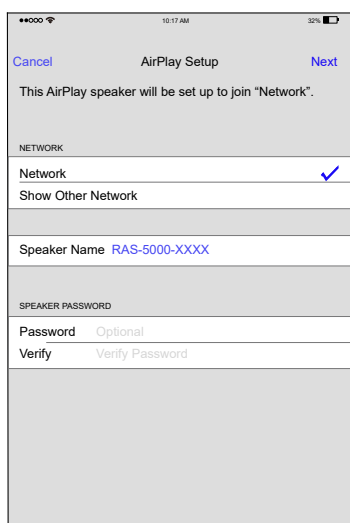 10:17 AM 32%
Cancel AirPlay Setup Next
This AirPlay speaker will be set up to join “Network”.
NETWORK
Network
Show Other Network
Speaker Name RAS-5000-XXXX
SPEAKER PASSWORD
Password Optional
Verify Verify Password